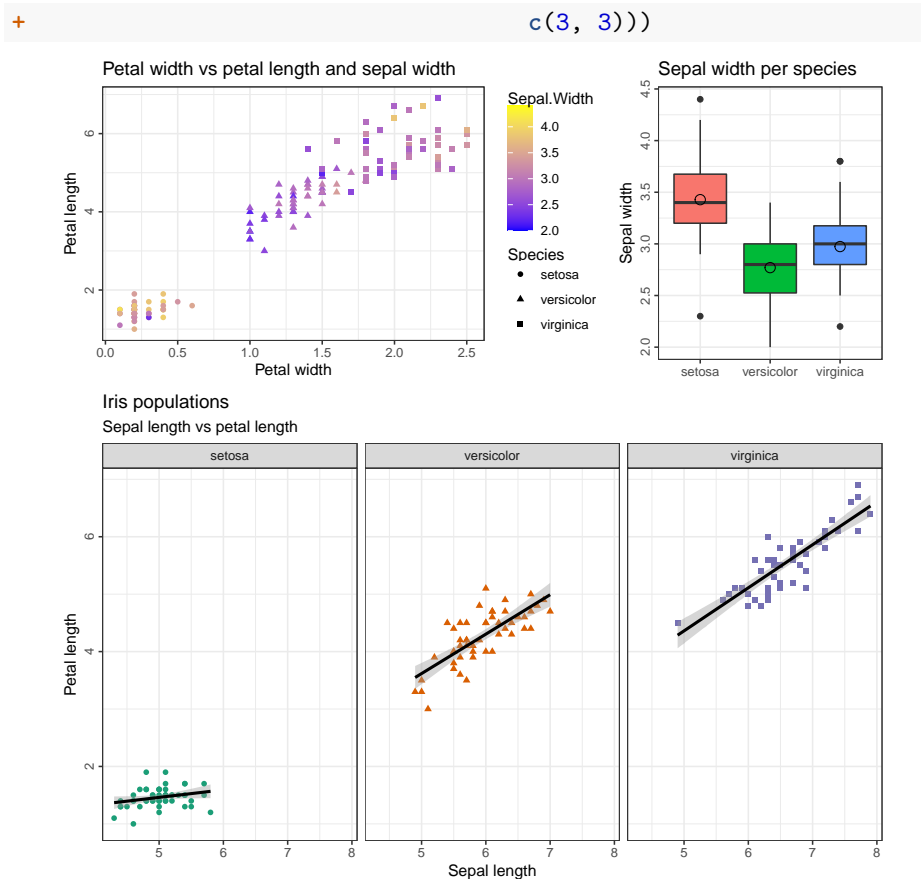 + c(3, 3)))
Petal width vs petal length and sepal width
Petal length
6
4
2
0.0 0.5 1.0 1.5 2.0 2.5
Petal width
Sepal.Width
4.0
3.5
3.0
2.5
2.0
Species
setosa
versicolor
virginica
Sepal width per species
Sepal width
4.5
4.0
3.5
3.0
2.5
2.0
setosa versicolor virginica
Iris populations
Sepal length vs petal length
setosa versicolor virginica
Petal length
6
4
2
5 6 7 8 5 6 7 8 5 6 7 8
Sepal length